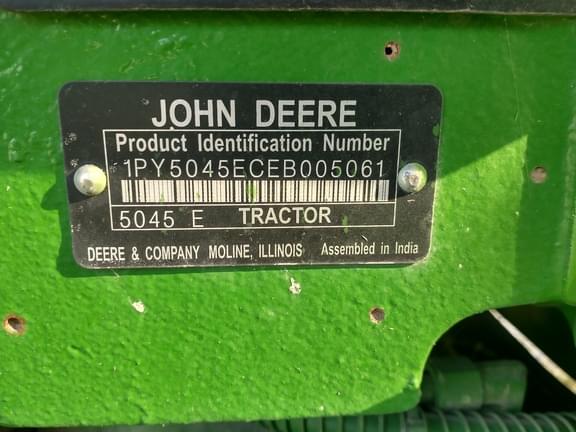 JOHN DEERE
Product Identification Number
1PY5045ECEB005061
5045 E TRACTOR
DEERE & COMPANY MOLINE, ILLINOIS Assembled in India